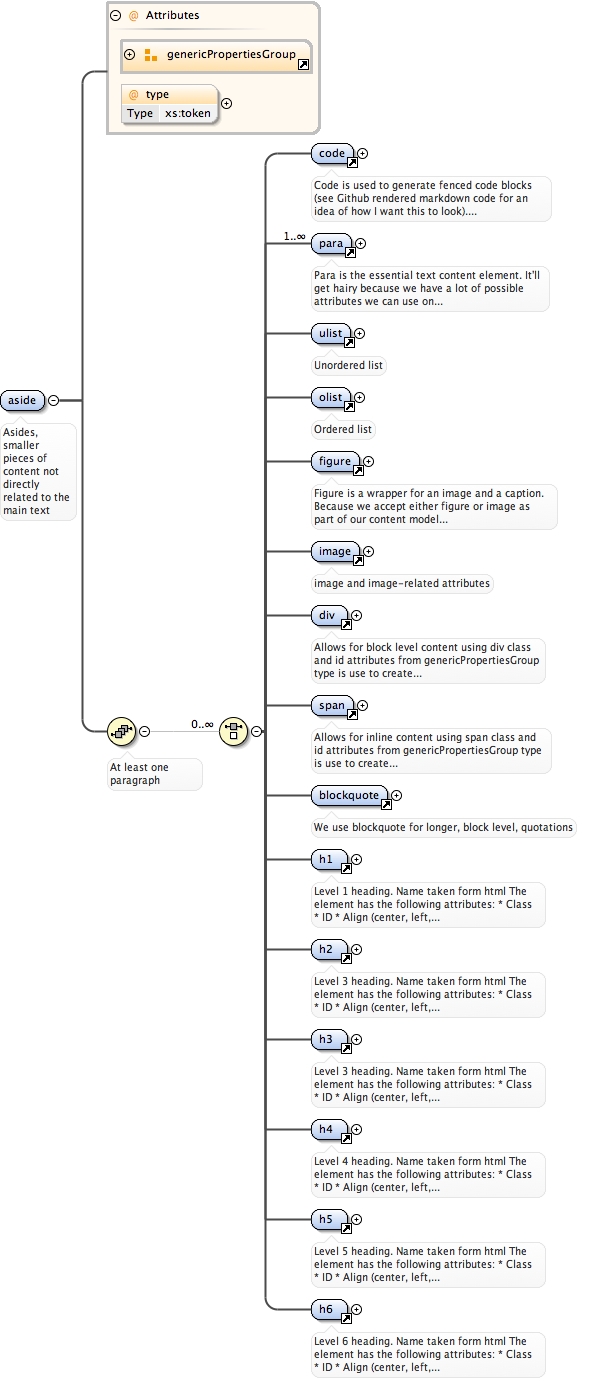 @ Attributes
genericPropertiesGroup
@ type
Type xs:token
code
Code is used to generate fenced code blocks
(see Github rendered markdown code for an
idea of how I want this to look)....
1..∞
para
Para is the essential text content element. It'll
get hairy because we have a lot of possible
attributes we can use on...
ulist
Unordered list
olist
Ordered list
aside
Asides,
smaller
pieces of
content not
directly
related to the
main text
figure
Figure is a wrapper for an image and a caption.
Because we accept either figure or image as
part of our content model...
image
image and image-related attributes
div
Allows for block level content using div class
and id attributes from genericPropertiesGroup
type is use to create...
span
Allows for inline content using span class and
id attributes from genericPropertiesGroup type
is use to create...
0..∞
At least one
paragraph
blockquote
We use blockquote for longer, block level, quotations
h1
Level 1 heading. Name taken form html The
element has the following attributes: * Class
* ID * Align (center, left,...
h2
Level 3 heading. Name taken form html The
element has the following attributes: * Class
* ID * Align (center, left,...
h3
Level 3 heading. Name taken form html The
element has the following attributes: * Class
* ID * Align (center, left,...
h4
Level 4 heading. Name taken form html The
element has the following attributes: * Class
* ID * Align (center, left,...
h5
Level 5 heading. Name taken form html The
element has the following attributes: * Class
* ID * Align (center, left,...
h6
Level 6 heading. Name taken form html The
element has the following attributes: * Class
* ID * Align (center, left,...